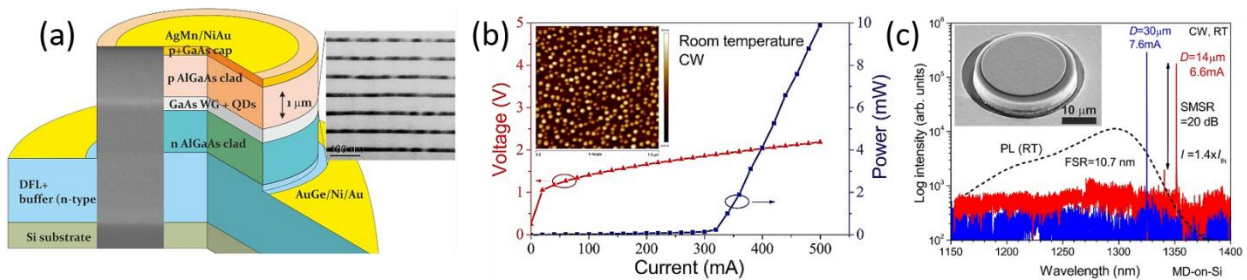 (a)
AgMn/NiAu
p+GaAs cap
p AlGaAs clad
1 μm
GaAs WG + QDs
n AlGaAs clad
100 nm
DFL+
buffer (n-type
AuGe/Ni/Au
Si substrate
(b)
Room temperature
CW
Voltage (V)
5
4
3
2
1
0
0 100 200 300 400 500
Current (mA)
10
8
6
4
2
0
Power (mW)
(c)
D=30μm
7.6mA
CW, RT
D=14μm
6.6mA
10 μm
SMSR
=20 dB
PL (RT)
FSR=10.7 nm
I =1.4xIth
Log intensity (arb. units)
10⁶
10⁵
10⁴
10³
10²
1150 1200 1250 1300 1350 1400
Wavelength (nm)
MD-on-Si